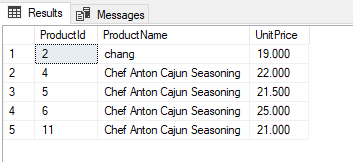 Results Messages
ProductId ProductName UnitPrice
1 2 chang 19.000
2 4 Chef Anton Cajun Seasoning 22.000
3 5 Chef Anton Cajun Seasoning 21.500
4 6 Chef Anton Cajun Seasoning 25.000
5 11 Chef Anton Cajun Seasoning 21.000